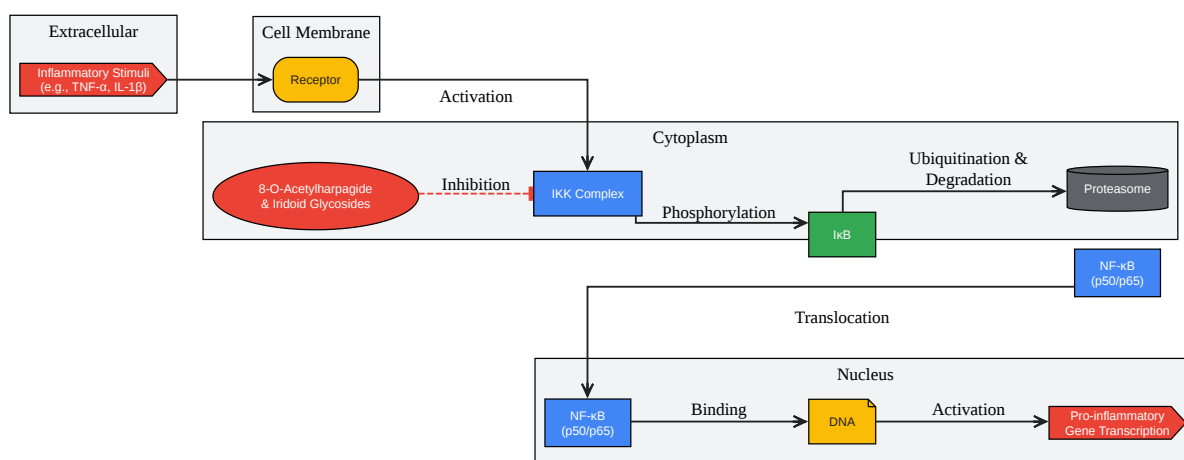 Extracellular
Inflammatory Stimuli
(e.g., TNF-α, IL-1β)
Cell Membrane
Receptor
Activation
Cytoplasm
8-O-Acetylharpagide
& Iridoid Glycosides
Inhibition
IKK Complex
Phosphorylation
IκB
Ubiquitination &
Degradation
Proteasome
NF-κB
(p50/p65)
Translocation
Nucleus
NF-κB
(p50/p65)
Binding
DNA
Activation
Pro-inflammatory
Gene Transcription